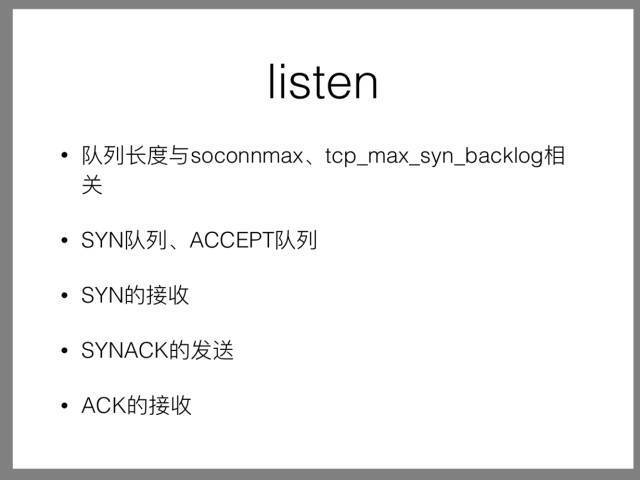 listen
• 队列长度与soconnmax、tcp_max_syn_backlog相
关
• SYN队列、ACCEPT队列
• SYN的接收
• SYNACK的发送
• ACK的接收